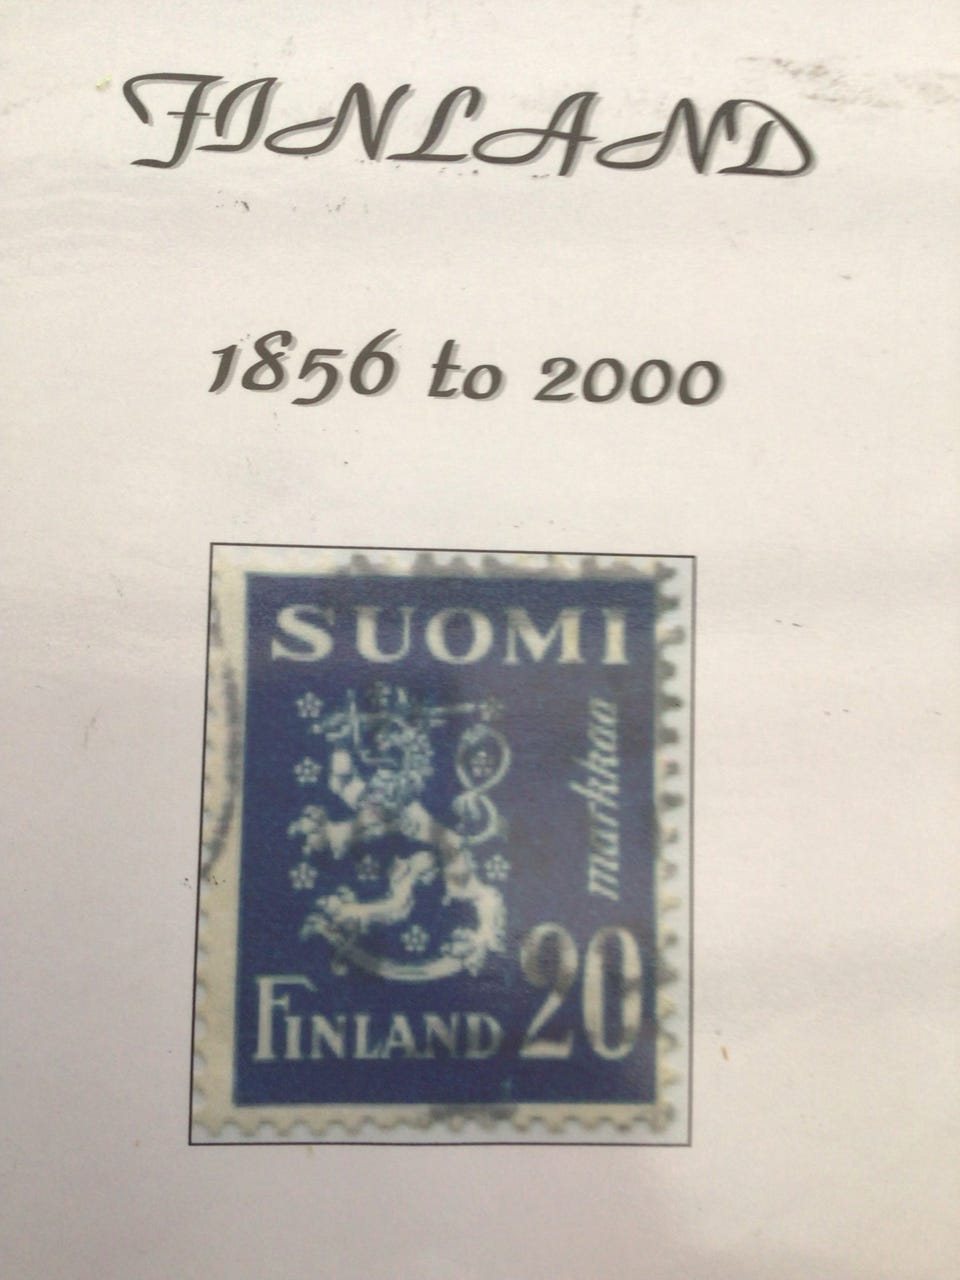 FINLAND
1856 to 2000
SUOMI
markkaa
FINLAND 20